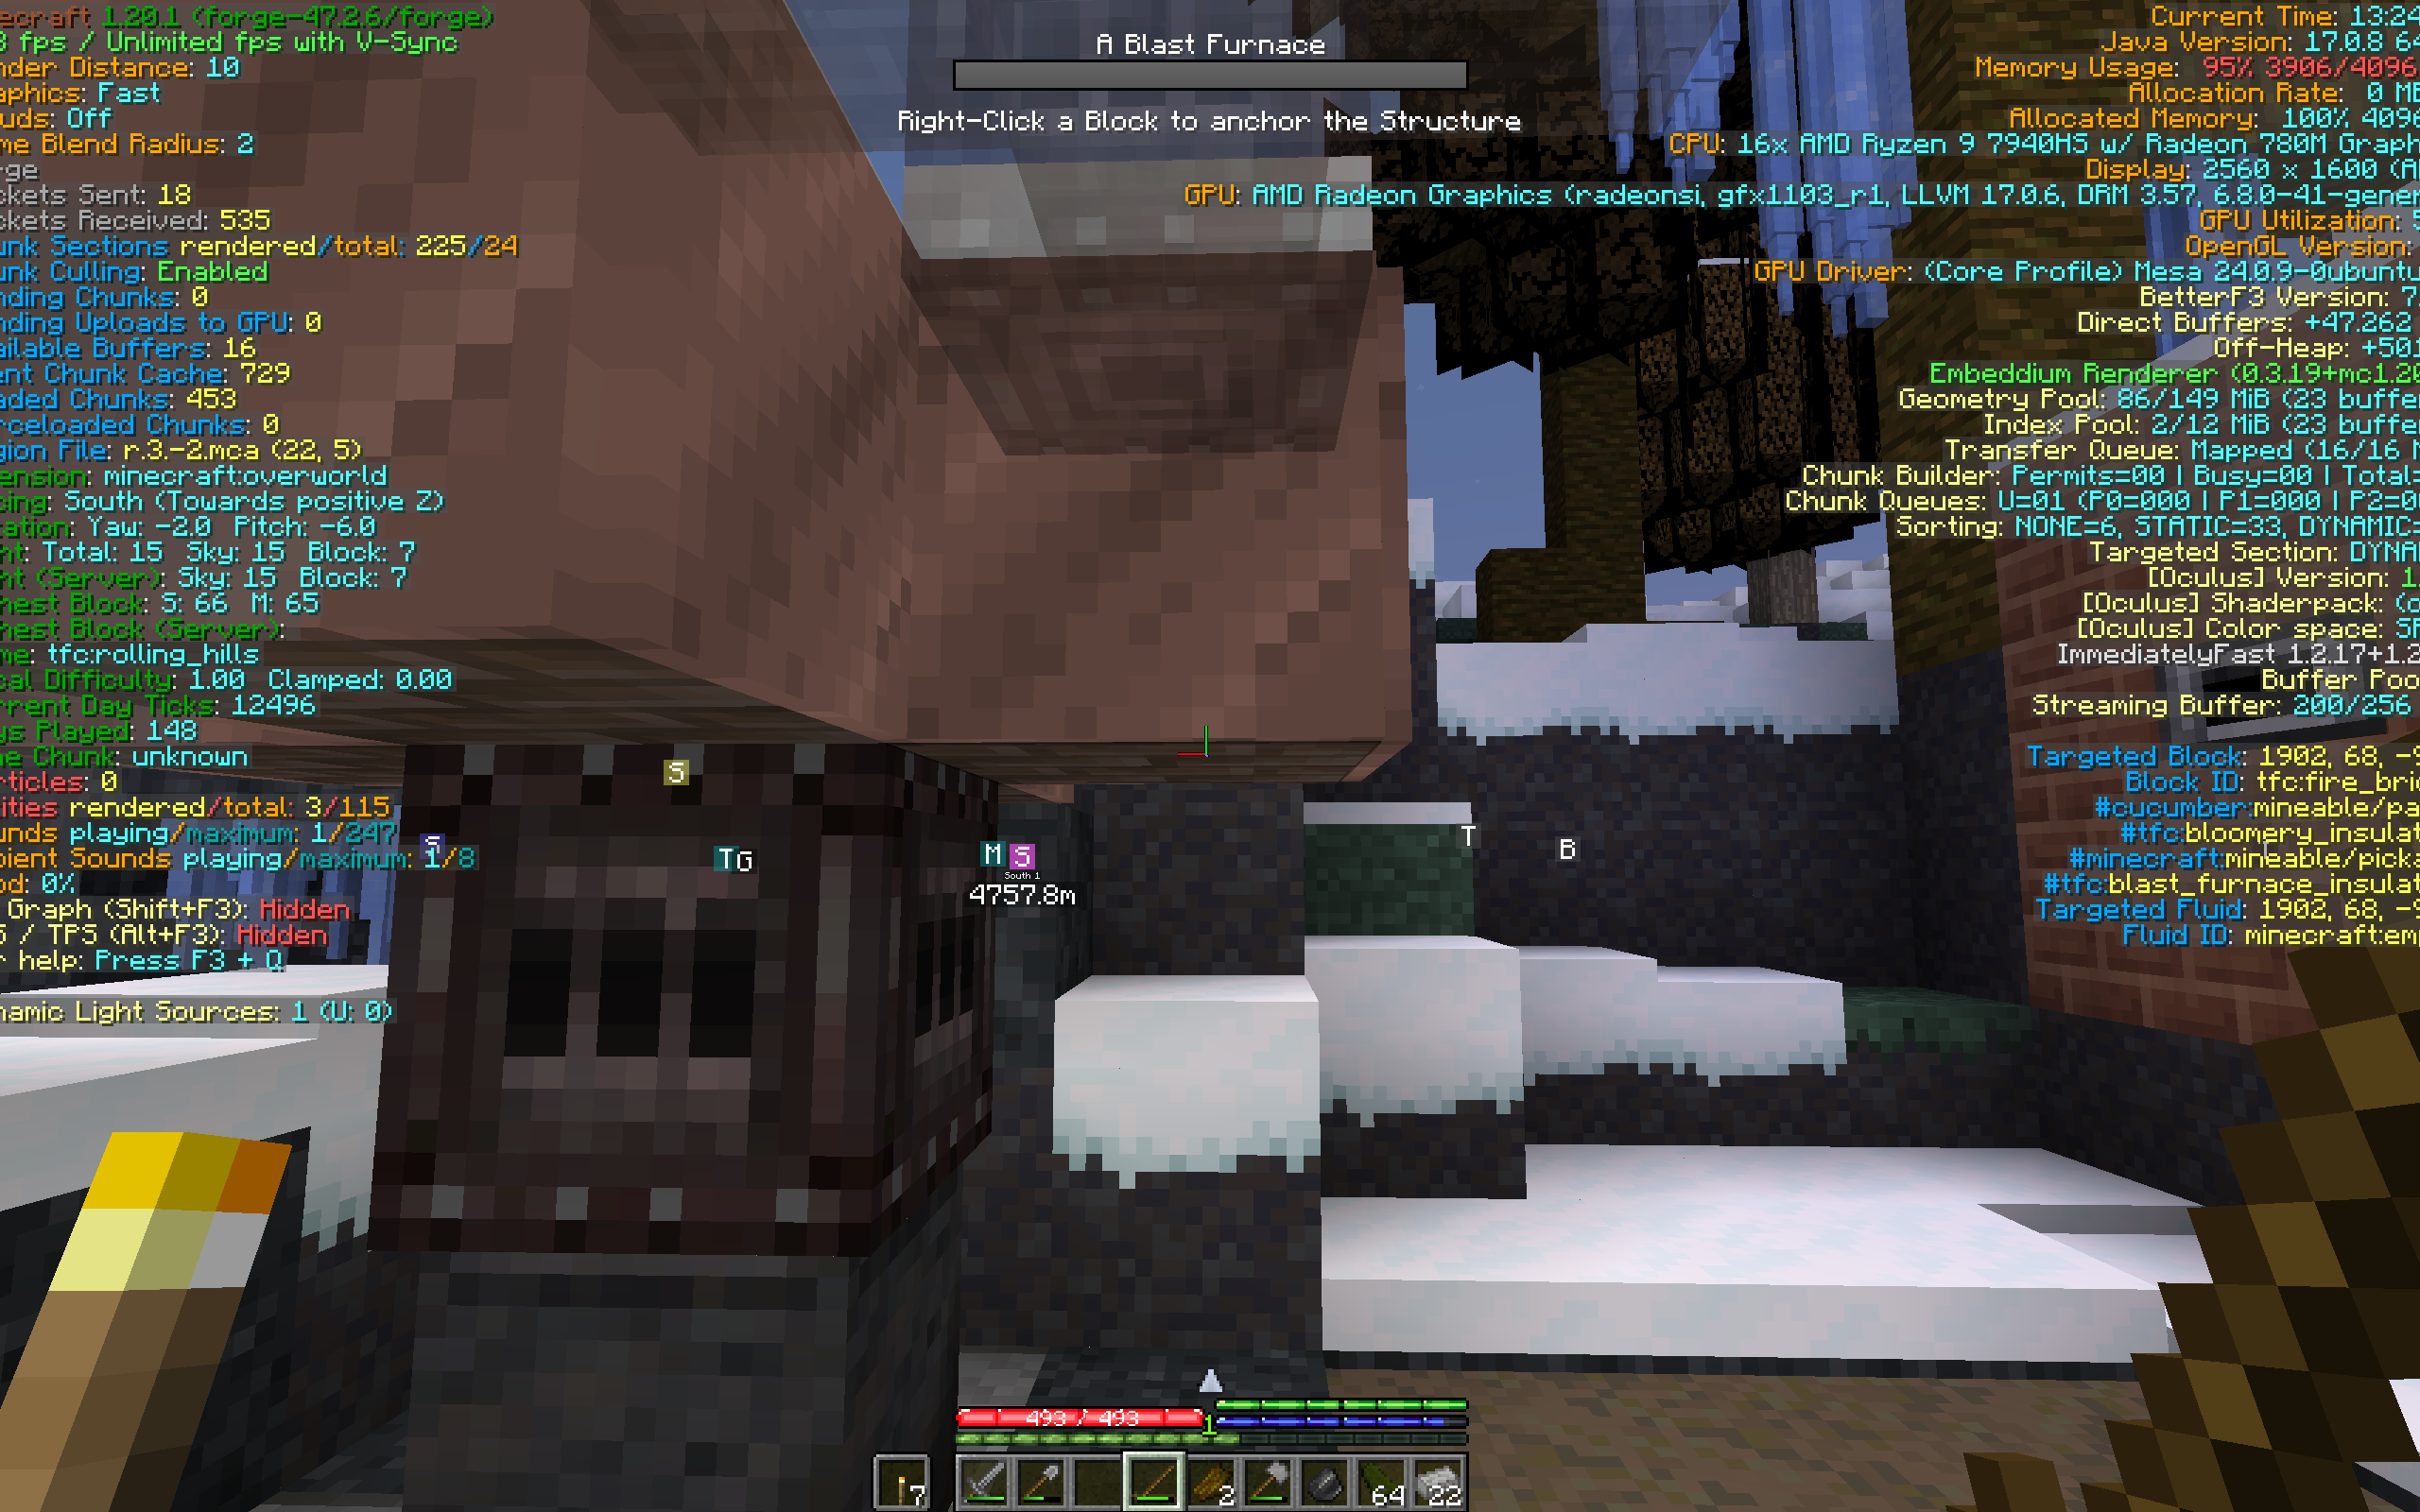 ecraft 1.20.1 (forge-47.2.6/forge)
8 fps / Unlimited fps with V-Sync
nder Distance: 10
aphics: Fast
uds: Off
me Blend Radius: 2
rge
ckets Sent: 18
ckets Received: 535
unk Sections rendered/total: 225/24
unk Culling: Enabled
nding Chunks: 0
nding Uploads to GPU: 0
ailable Buffers: 16
ent Chunk Cache: 729
aded Chunks: 453
rceloaded Chunks: 0
gion File: r.3.-2.mca (22, 5)
ension: minecraft:overworld
cing: South (Towards positive Z)
tation: Yaw: -2.0 Pitch: -6.0
ht: Total: 15 Sky: 15 Block: 7
ht (Server): Sky: 15 Block: 7
hest Block: S: 66 M: 65
hest Block (Server):
me: tfc:rolling_hills
cal Difficulty: 1.00 Clamped: 0.00
rrent Day Ticks: 12496
ys Played: 148
me Chunk: unknown
rticles: 0
ities rendered/total: 3/115
unds playing/maximum: 1/247
bient Sounds playing/maximum: 1/8
od: 0%
Graph (Shift+F3): Hidden
S / TPS (Alt+F3): Hidden
r help: Press F3 + Q
namic Light Sources: 1 (U: 0)
A Blast Furnace
Right-Click a Block to anchor the Structure
Current Time: 13:24
Java Version: 17.0.8 64
Memory Usage: 95% 3906/4096
Allocation Rate: 0 MB
Allocated Memory: 100% 4096
CPU: 16x AMD Ryzen 9 7940HS w/ Radeon 780M Graph
Display: 2560 x 1600 (A
GPU: AMD Radeon Graphics (radeonsi, gfx1103_r1, LLVM 17.0.6, DRM 3.57, 6.8.0-41-gener
GPU Utilization: 5
OpenGL Version:
GPU Driver: (Core Profile) Mesa 24.0.9-0ubuntu
BetterF3 Version: 7
Direct Buffers: +47.262
Off-Heap: +501
Embeddium Renderer (0.3.19+mc1.20
Geometry Pool: 86/149 MiB (23 buffe
Index Pool: 2/12 MiB (23 buffe
Transfer Queue: Mapped (16/16 M
Chunk Builder: Permits=00 | Busy=00 | Total=
Chunk Queues: U=01 (P0=000 | P1=000 | P2=0
Sorting: NONE=6, STATIC=33, DYNAMIC=
Targeted Section: DYNA
[Oculus] Version: 1.
[Oculus] Shaderpack: (o
[Oculus] Color space: SR
ImmediatelyFast 1.2.17+1.2
Buffer Poo
Streaming Buffer: 200/256
Targeted Block: 1902, 68, -9
Block ID: tfc:fire_bri
#cucumber:mineable/pa
#tfc:bloomery_insulat
#minecraft:mineable/picka
#tfc:blast_furnace_insulat
Targeted Fluid: 1902, 68, -9
Fluid ID: minecraft:emp
S
S
T G
M S
South 1
4757.8m
T
B
493 / 493
1
7
2
64
22